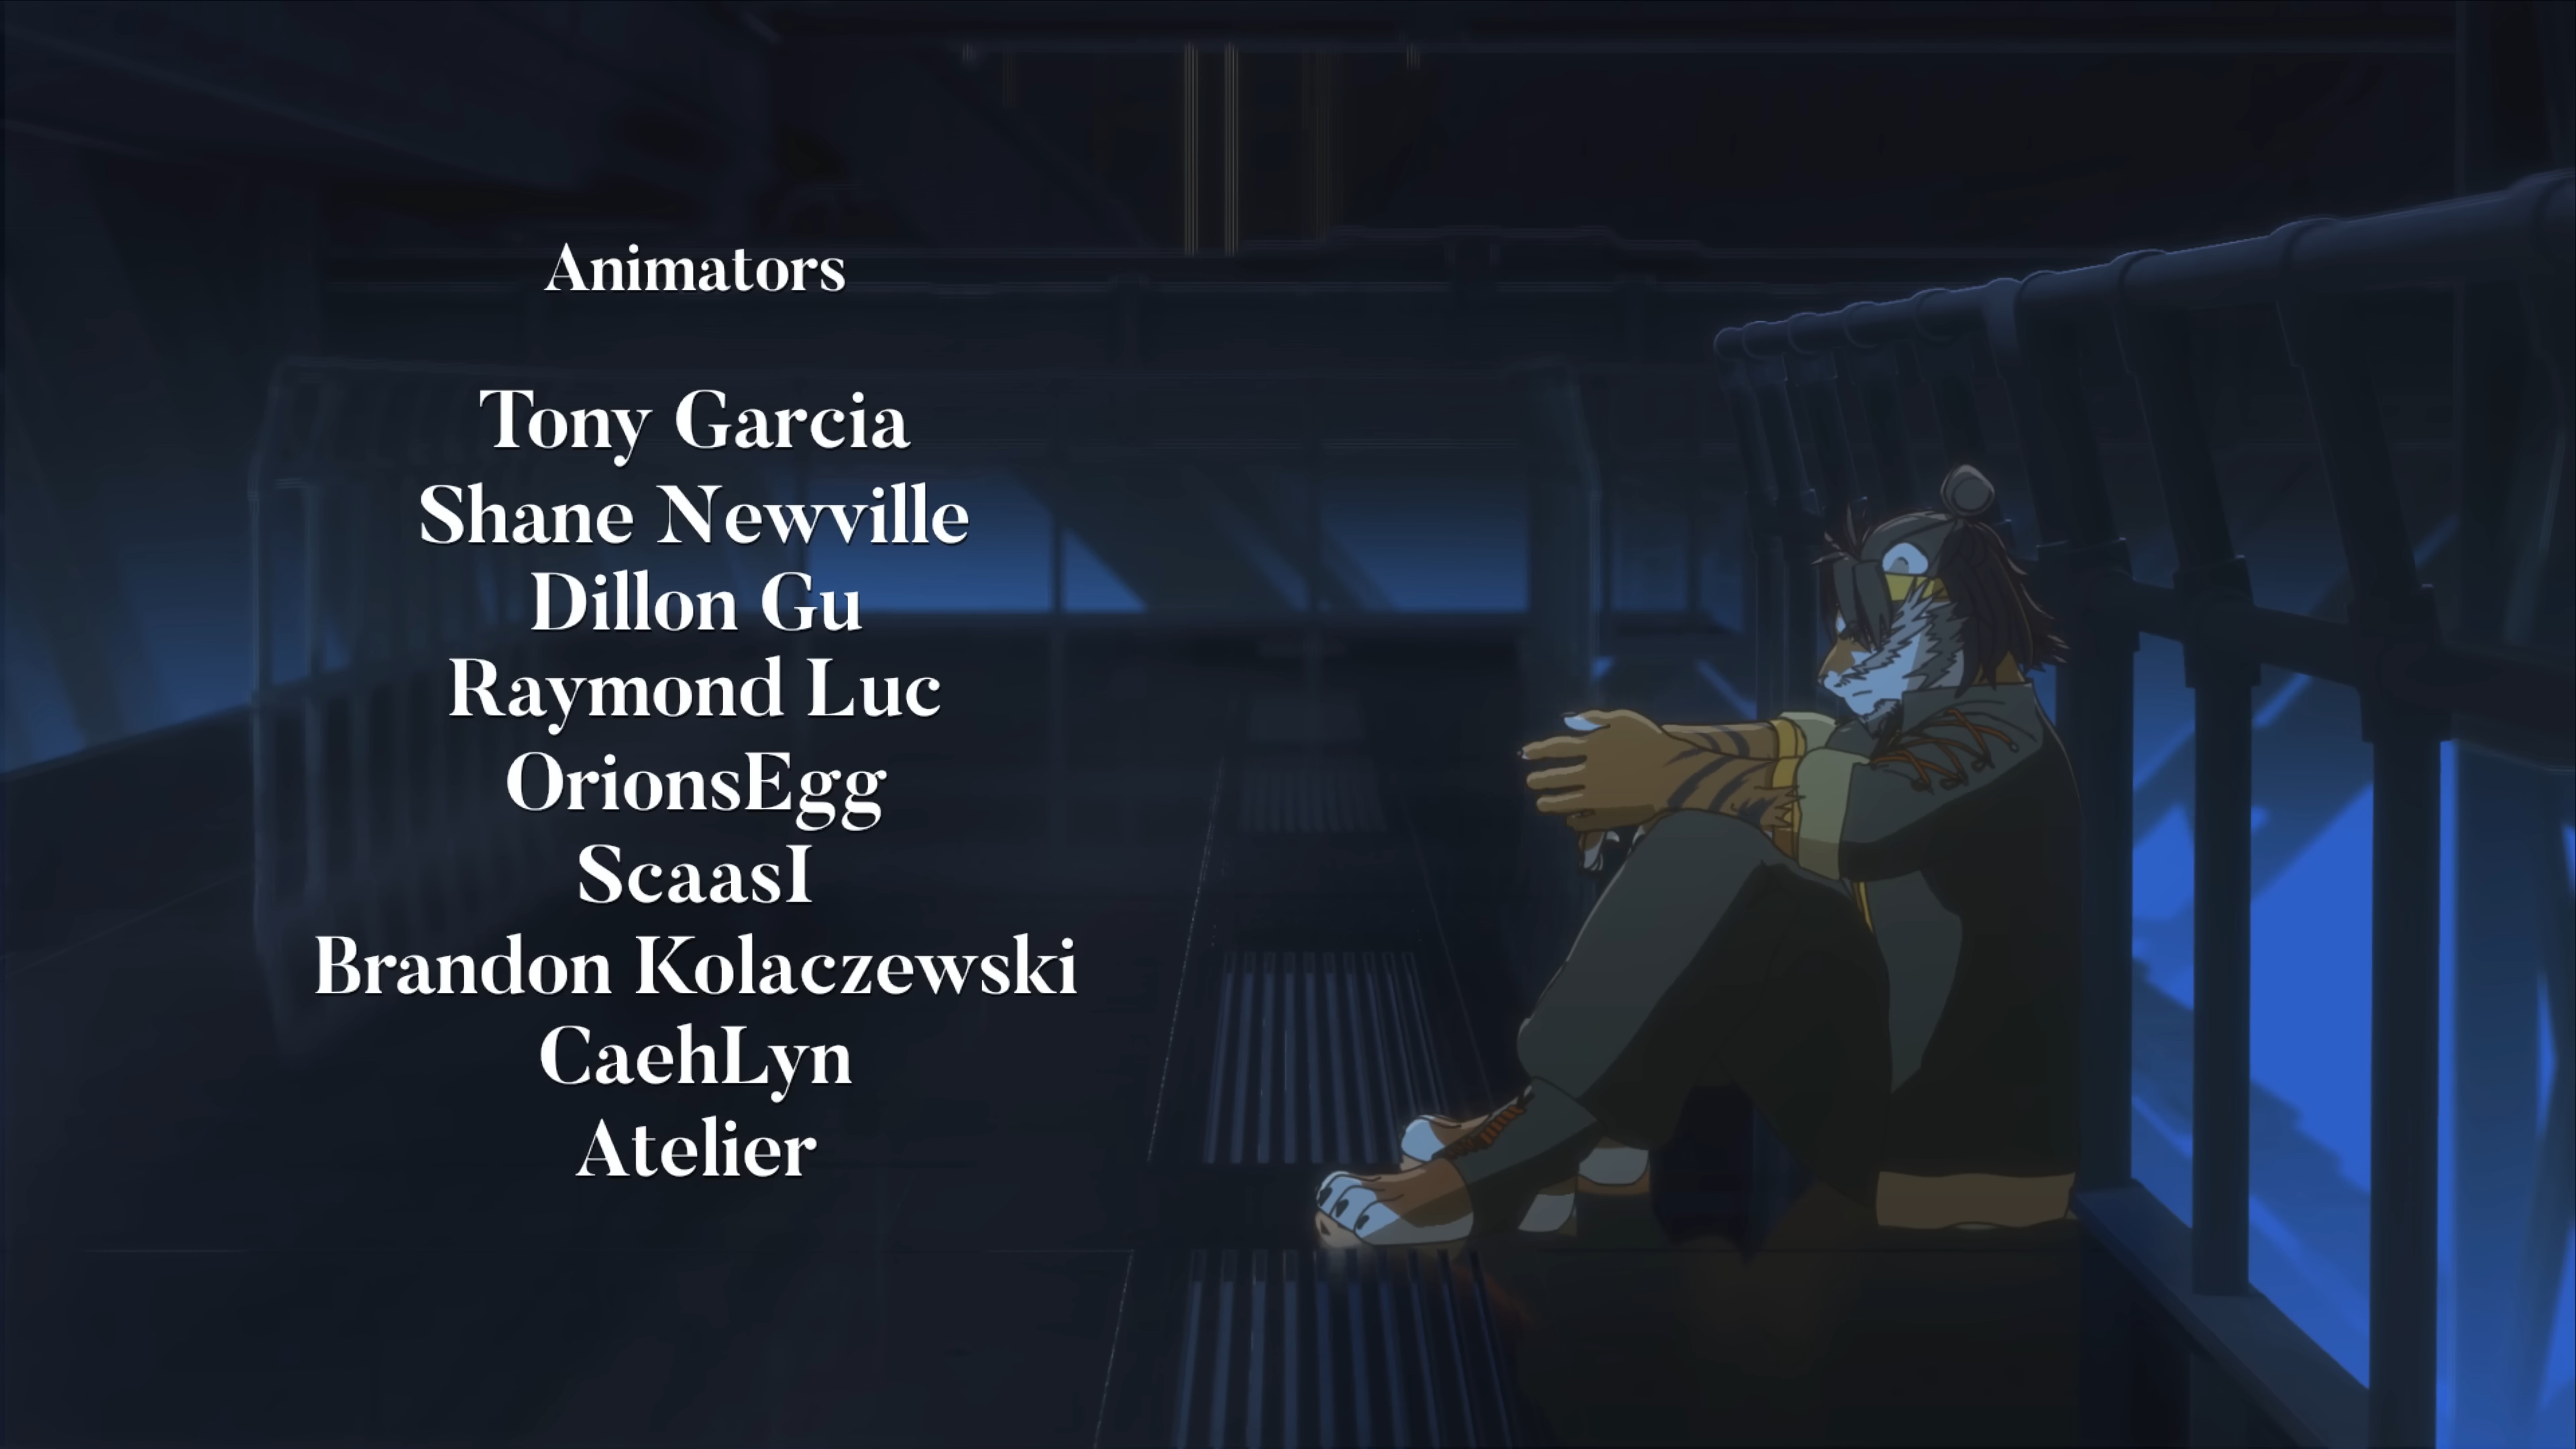 Animators
Tony Garcia
Shane Newville
Dillon Gu
Raymond Luc
OrionsEgg
ScaasI
Brandon Kolaczewski
CaehLyn
Atelier